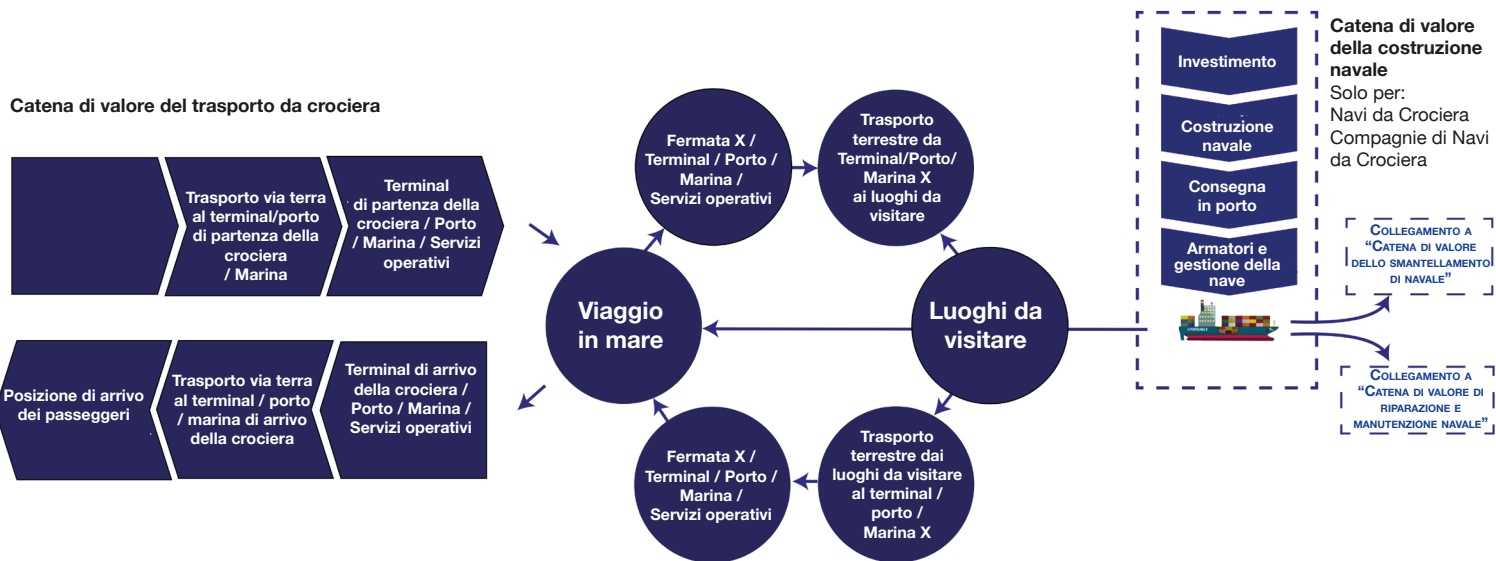 Catena di valore del trasporto da crociera
Trasporto via terra
al terminal/porto
di partenza della
crociera
/ Marina
Terminal
di partenza della
crociera / Porto
/ Marina / Servizi
operativi
Posizione di arrivo
dei passeggeri
Trasporto via terra
al terminal / porto
/ marina di arrivo
della crociera
Terminal di arrivo
della crociera /
Porto / Marina /
Servizi operativi
Viaggio
in mare
Fermata X /
Terminal / Porto /
Marina /
Servizi operativi
Trasporto
terrestre da
Terminal/Porto/
Marina X
ai luoghi da
visitare
Luoghi da
visitare
Trasporto
terrestre dai
luoghi da visitare
al terminal /
porto /
Marina X
Fermata X /
Terminal / Porto /
Marina /
Servizi operativi
Investimento
Costruzione
navale
Consegna
in porto
Armatori e
gestione della
nave
Catena di valore
della costruzione
navale
Solo per:
Navi da Crociera
Compagnie di Navi
da Crociera
COLLEGAMENTO A
“CATENA DI VALORE
DELLO SMANTELLAMENTO
DI NAVALE”
COLLEGAMENTO A
“CATENA DI VALORE DI
RIPARAZIONE E
MANUTENZIONE NAVALE”